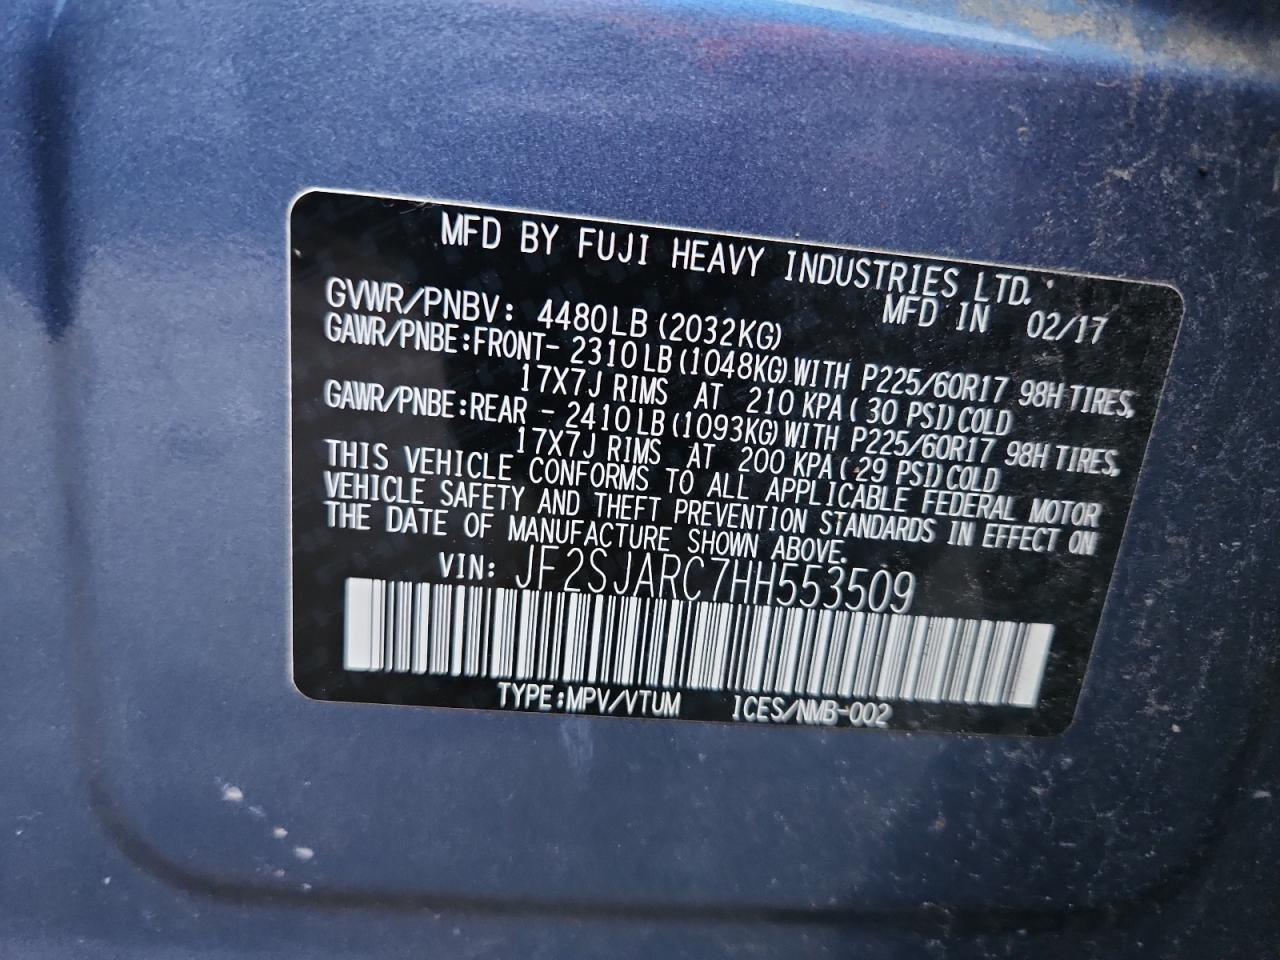 MFD BY FUJI HEAVY INDUSTRIES LTD.
MFD IN 02/17
GVWR/PNBV: 4480LB (2032KG)
GAWR/PNBE:FRONT- 2310LB (1048KG) WITH P225/60R17 98H TIRES,
17X7J RIMS AT 210 KPA ( 30 PSI) COLD
GAWR/PNBE:REAR - 2410LB (1093KG) WITH P225/60R17 98H TIRES,
17X7J RIMS AT 200 KPA ( 29 PSI) COLD
THIS VEHICLE CONFORMS TO ALL APPLICABLE FEDERAL MOTOR
VEHICLE SAFETY AND THEFT PREVENTION STANDARDS IN EFFECT ON
THE DATE OF MANUFACTURE SHOWN ABOVE.
VIN: JF2SJARC7HH553509
TYPE:MPV/VTUM ICES/NMB-002